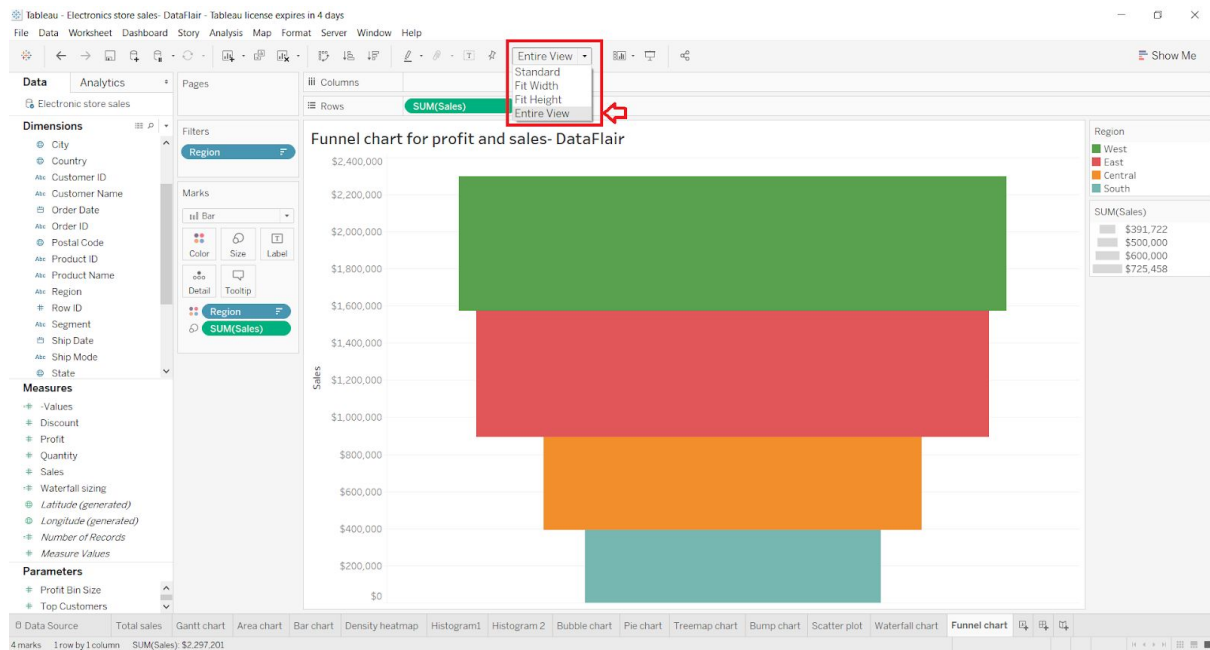 Tableau - Electronics store sales- DataFlair - Tableau license expires in 4 days
File Data Worksheet Dashboard Story Analysis Map Format Server Window Help
Entire View
Show Me
Standard
Fit Width
Fit Height
Entire View
Data Analytics
Electronic store sales
Dimensions
City
Country
Abc Customer ID
Abc Customer Name
Order Date
Abc Order ID
Postal Code
Abc Product ID
Abc Product Name
Abc Region
# Row ID
Abc Segment
Ship Date
Abc Ship Mode
State
Measures
-Values
# Discount
# Profit
# Quantity
# Sales
Waterfall sizing
Latitude (generated)
Longitude (generated)
Number of Records
# Measure Values
Parameters
# Profit Bin Size
# Top Customers
Pages
Filters
Region
Marks
Bar
Color Size Label
Detail Tooltip
Region
SUM(Sales)
Columns
Rows SUM(Sales)
Funnel chart for profit and sales- DataFlair
Sales
$2,400,000
$2,200,000
$2,000,000
$1,800,000
$1,600,000
$1,400,000
$1,200,000
$1,000,000
$800,000
$600,000
$400,000
$200,000
$0
Region
West
East
Central
South
SUM(Sales)
$391,722
$500,000
$600,000
$725,458
Data Source Total sales Gantt chart Area chart Bar chart Density heatmap Histogram1 Histogram 2 Bubble chart Pie chart Treemap chart Bump chart Scatter plot Waterfall chart Funnel chart
4 marks 1 row by 1 column SUM(Sales): $2,297,201